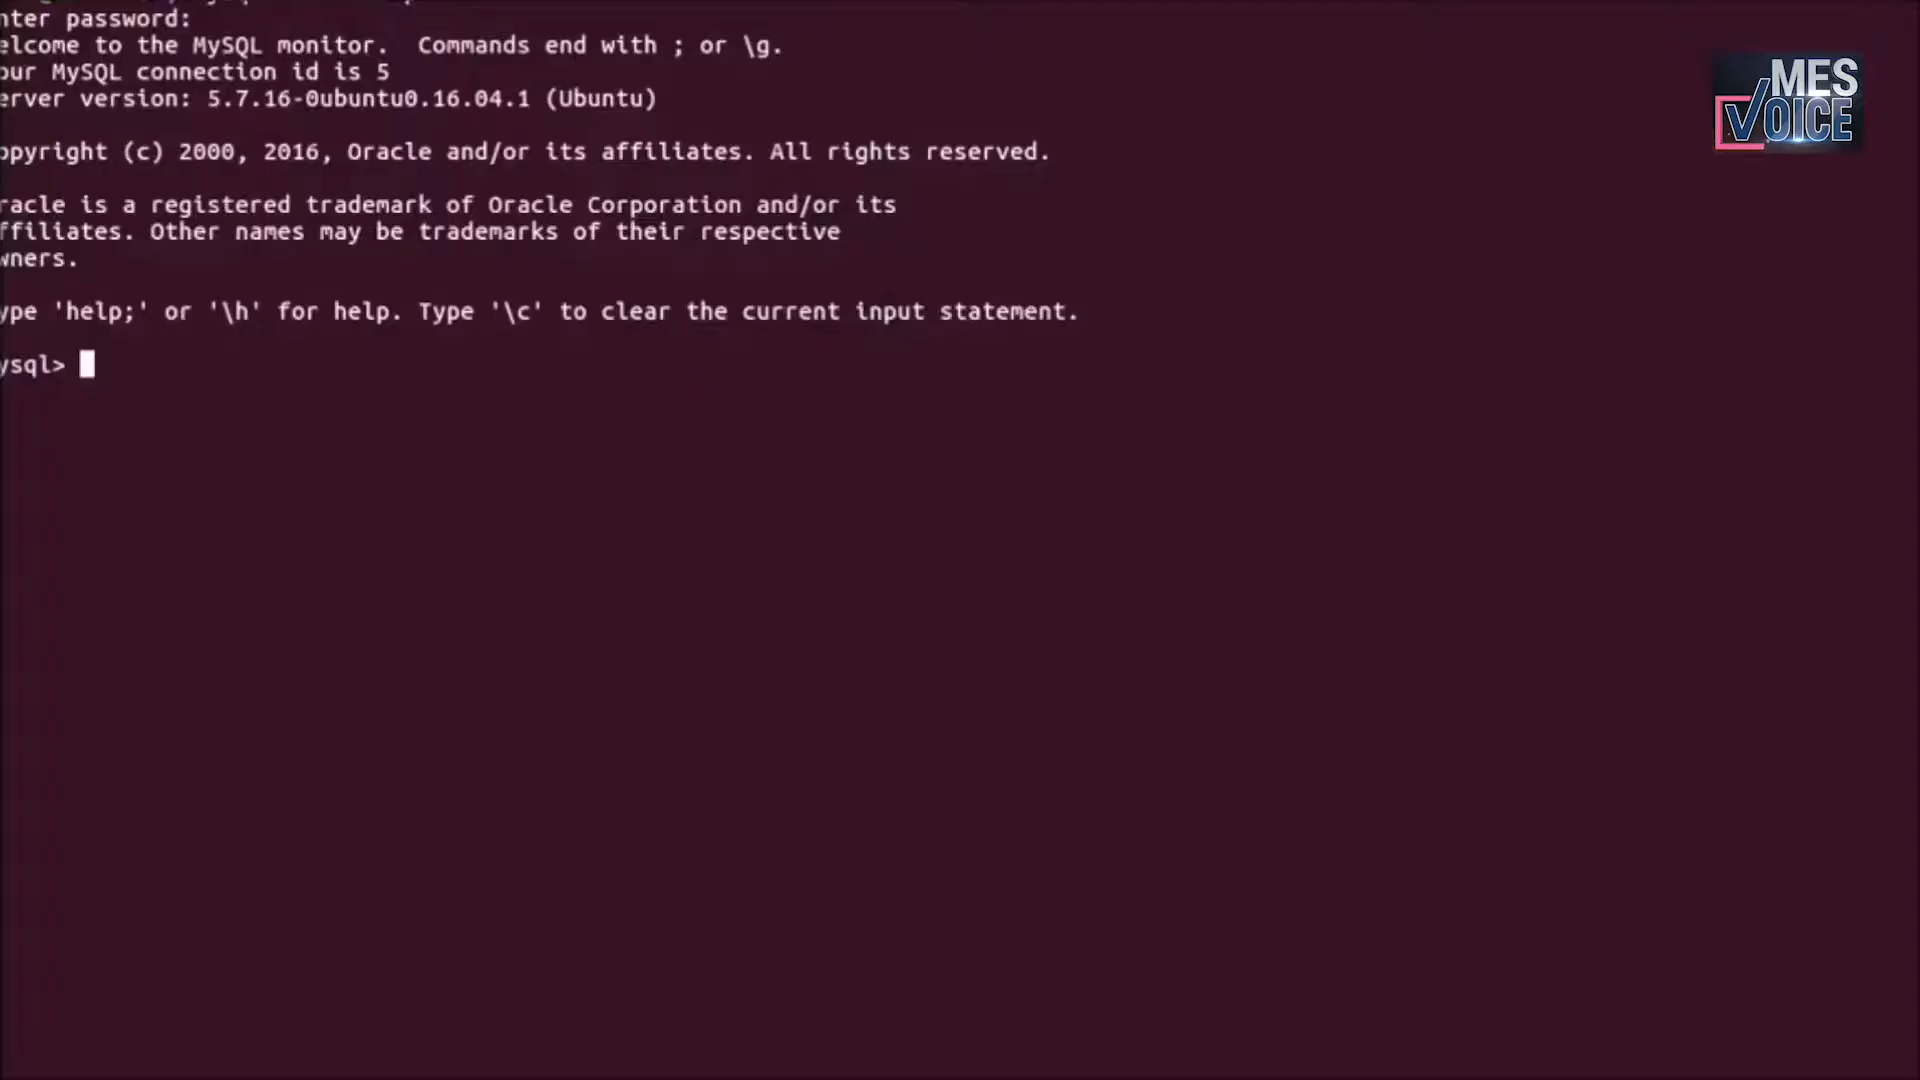 nter password:
elcome to the MySQL monitor.  Commands end with ; or \g.
our MySQL connection id is 5
erver version: 5.7.16-0ubuntu0.16.04.1 (Ubuntu)
opyright (c) 2000, 2016, Oracle and/or its affiliates. All rights reserved.
racle is a registered trademark of Oracle Corporation and/or its
ffiliates. Other names may be trademarks of their respective
wners.
ype 'help;' or '\h' for help. Type '\c' to clear the current input statement.
ysql>
MES
VOICE